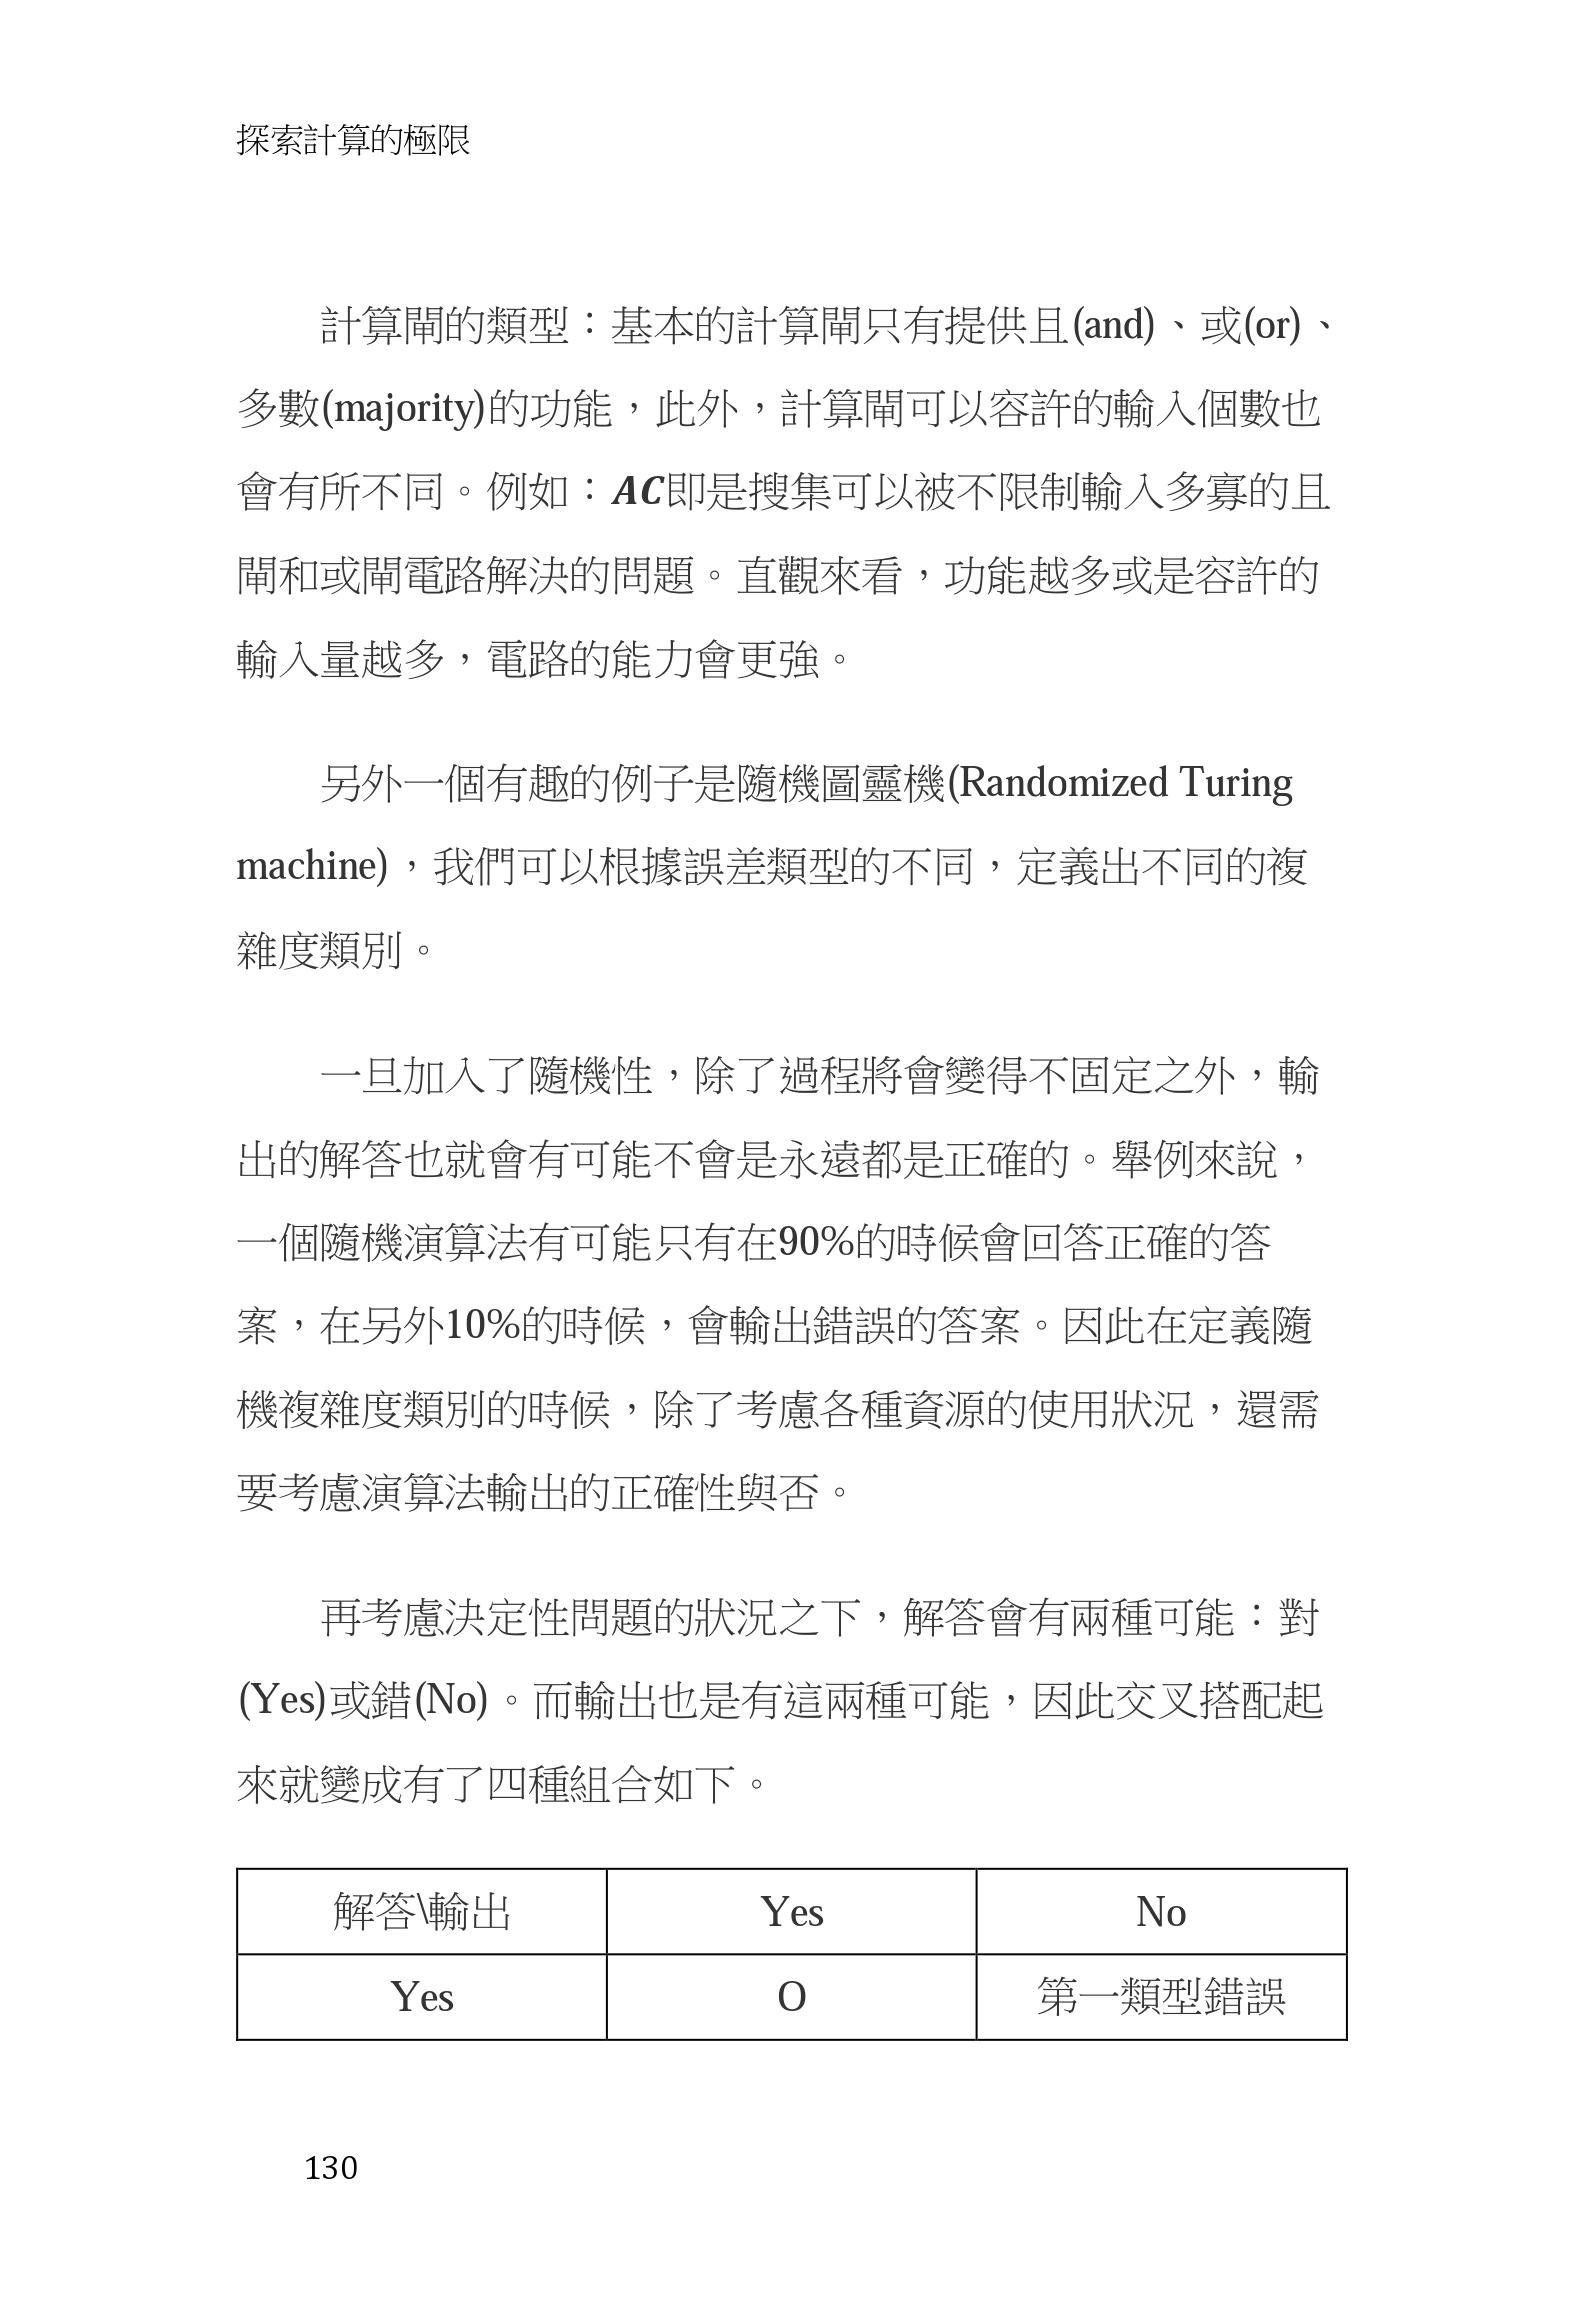 探索計算的極限
計算閘的類型：基本的計算閘只有提供且(and)、或(or)、
多數(majority)的功能，此外，計算閘可以容許的輸入個數也
會有所不同。例如：AC即是搜集可以被不限制輸入多寡的且
閘和或閘電路解決的問題。直觀來看，功能越多或是容許的
輸入量越多，電路的能力會更強。
另外一個有趣的例子是隨機圖靈機(Randomized Turing
machine)，我們可以根據誤差類型的不同，定義出不同的複
雜度類別。
一旦加入了隨機性，除了過程將會變得不固定之外，輸
出的解答也就會有可能不會是永遠都是正確的。舉例來說，
一個隨機演算法有可能只有在90%的時候會回答正確的答
案，在另外10%的時候，會輸出錯誤的答案。因此在定義隨
機複雜度類別的時候，除了考慮各種資源的使用狀況，還需
要考慮演算法輸出的正確性與否。
再考慮決定性問題的狀況之下，解答會有兩種可能：對
(Yes)或錯(No)。而輸出也是有這兩種可能，因此交叉搭配起
來就變成有了四種組合如下。
解答\輸出 Yes No
Yes O 第一類型錯誤
130